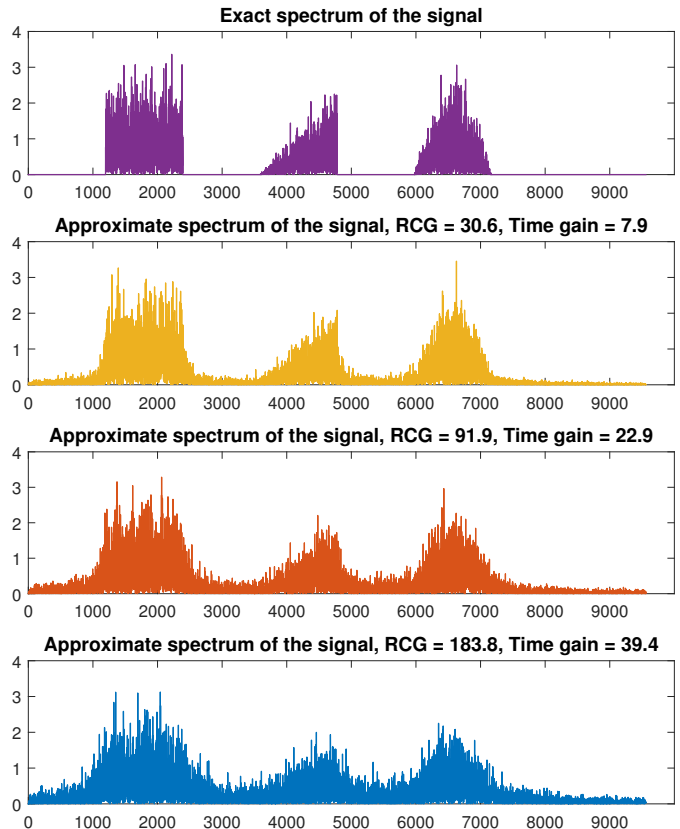 Exact spectrum of the signal
4
3
2
1
0
0 1000 2000 3000 4000 5000 6000 7000 8000 9000
Approximate spectrum of the signal, RCG = 30.6, Time gain = 7.9
4
3
2
1
0
0 1000 2000 3000 4000 5000 6000 7000 8000 9000
Approximate spectrum of the signal, RCG = 91.9, Time gain = 22.9
4
3
2
1
0
0 1000 2000 3000 4000 5000 6000 7000 8000 9000
Approximate spectrum of the signal, RCG = 183.8, Time gain = 39.4
4
3
2
1
0
0 1000 2000 3000 4000 5000 6000 7000 8000 9000